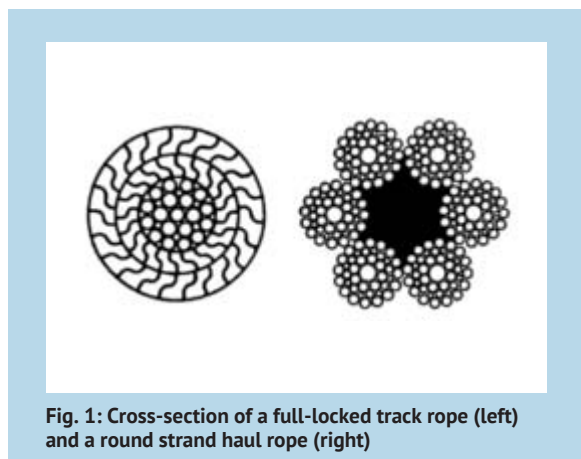 Fig. 1: Cross-section of a full-locked track rope (left)
and a round strand haul rope (right)